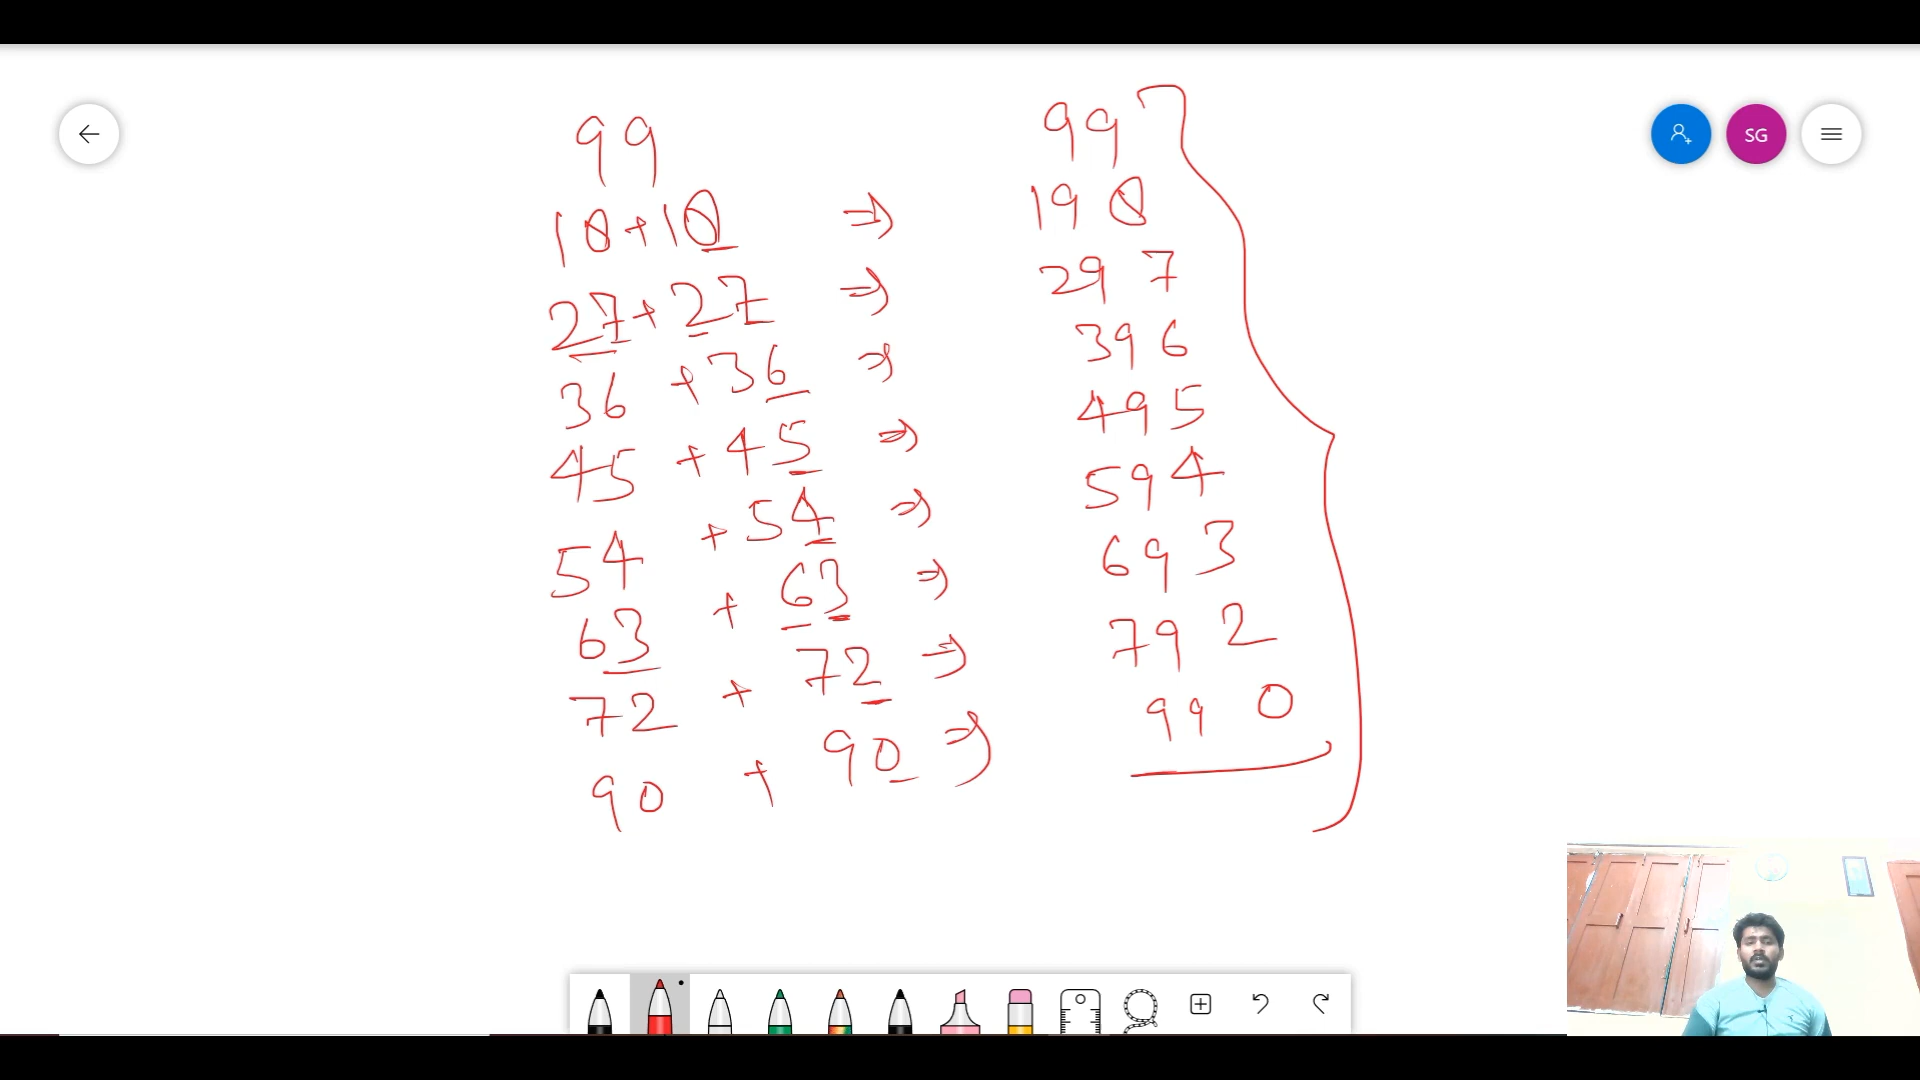 99 99
18+18 ⇒ 198
27+27 ⇒ 297
36 + 36 ⇒ 396
45 + 45 ⇒ 495
54 + 54 ⇒ 594
63 + 63 ⇒ 693
72 + 72 ⇒ 792
90 + 90 ⇒ 990
SG